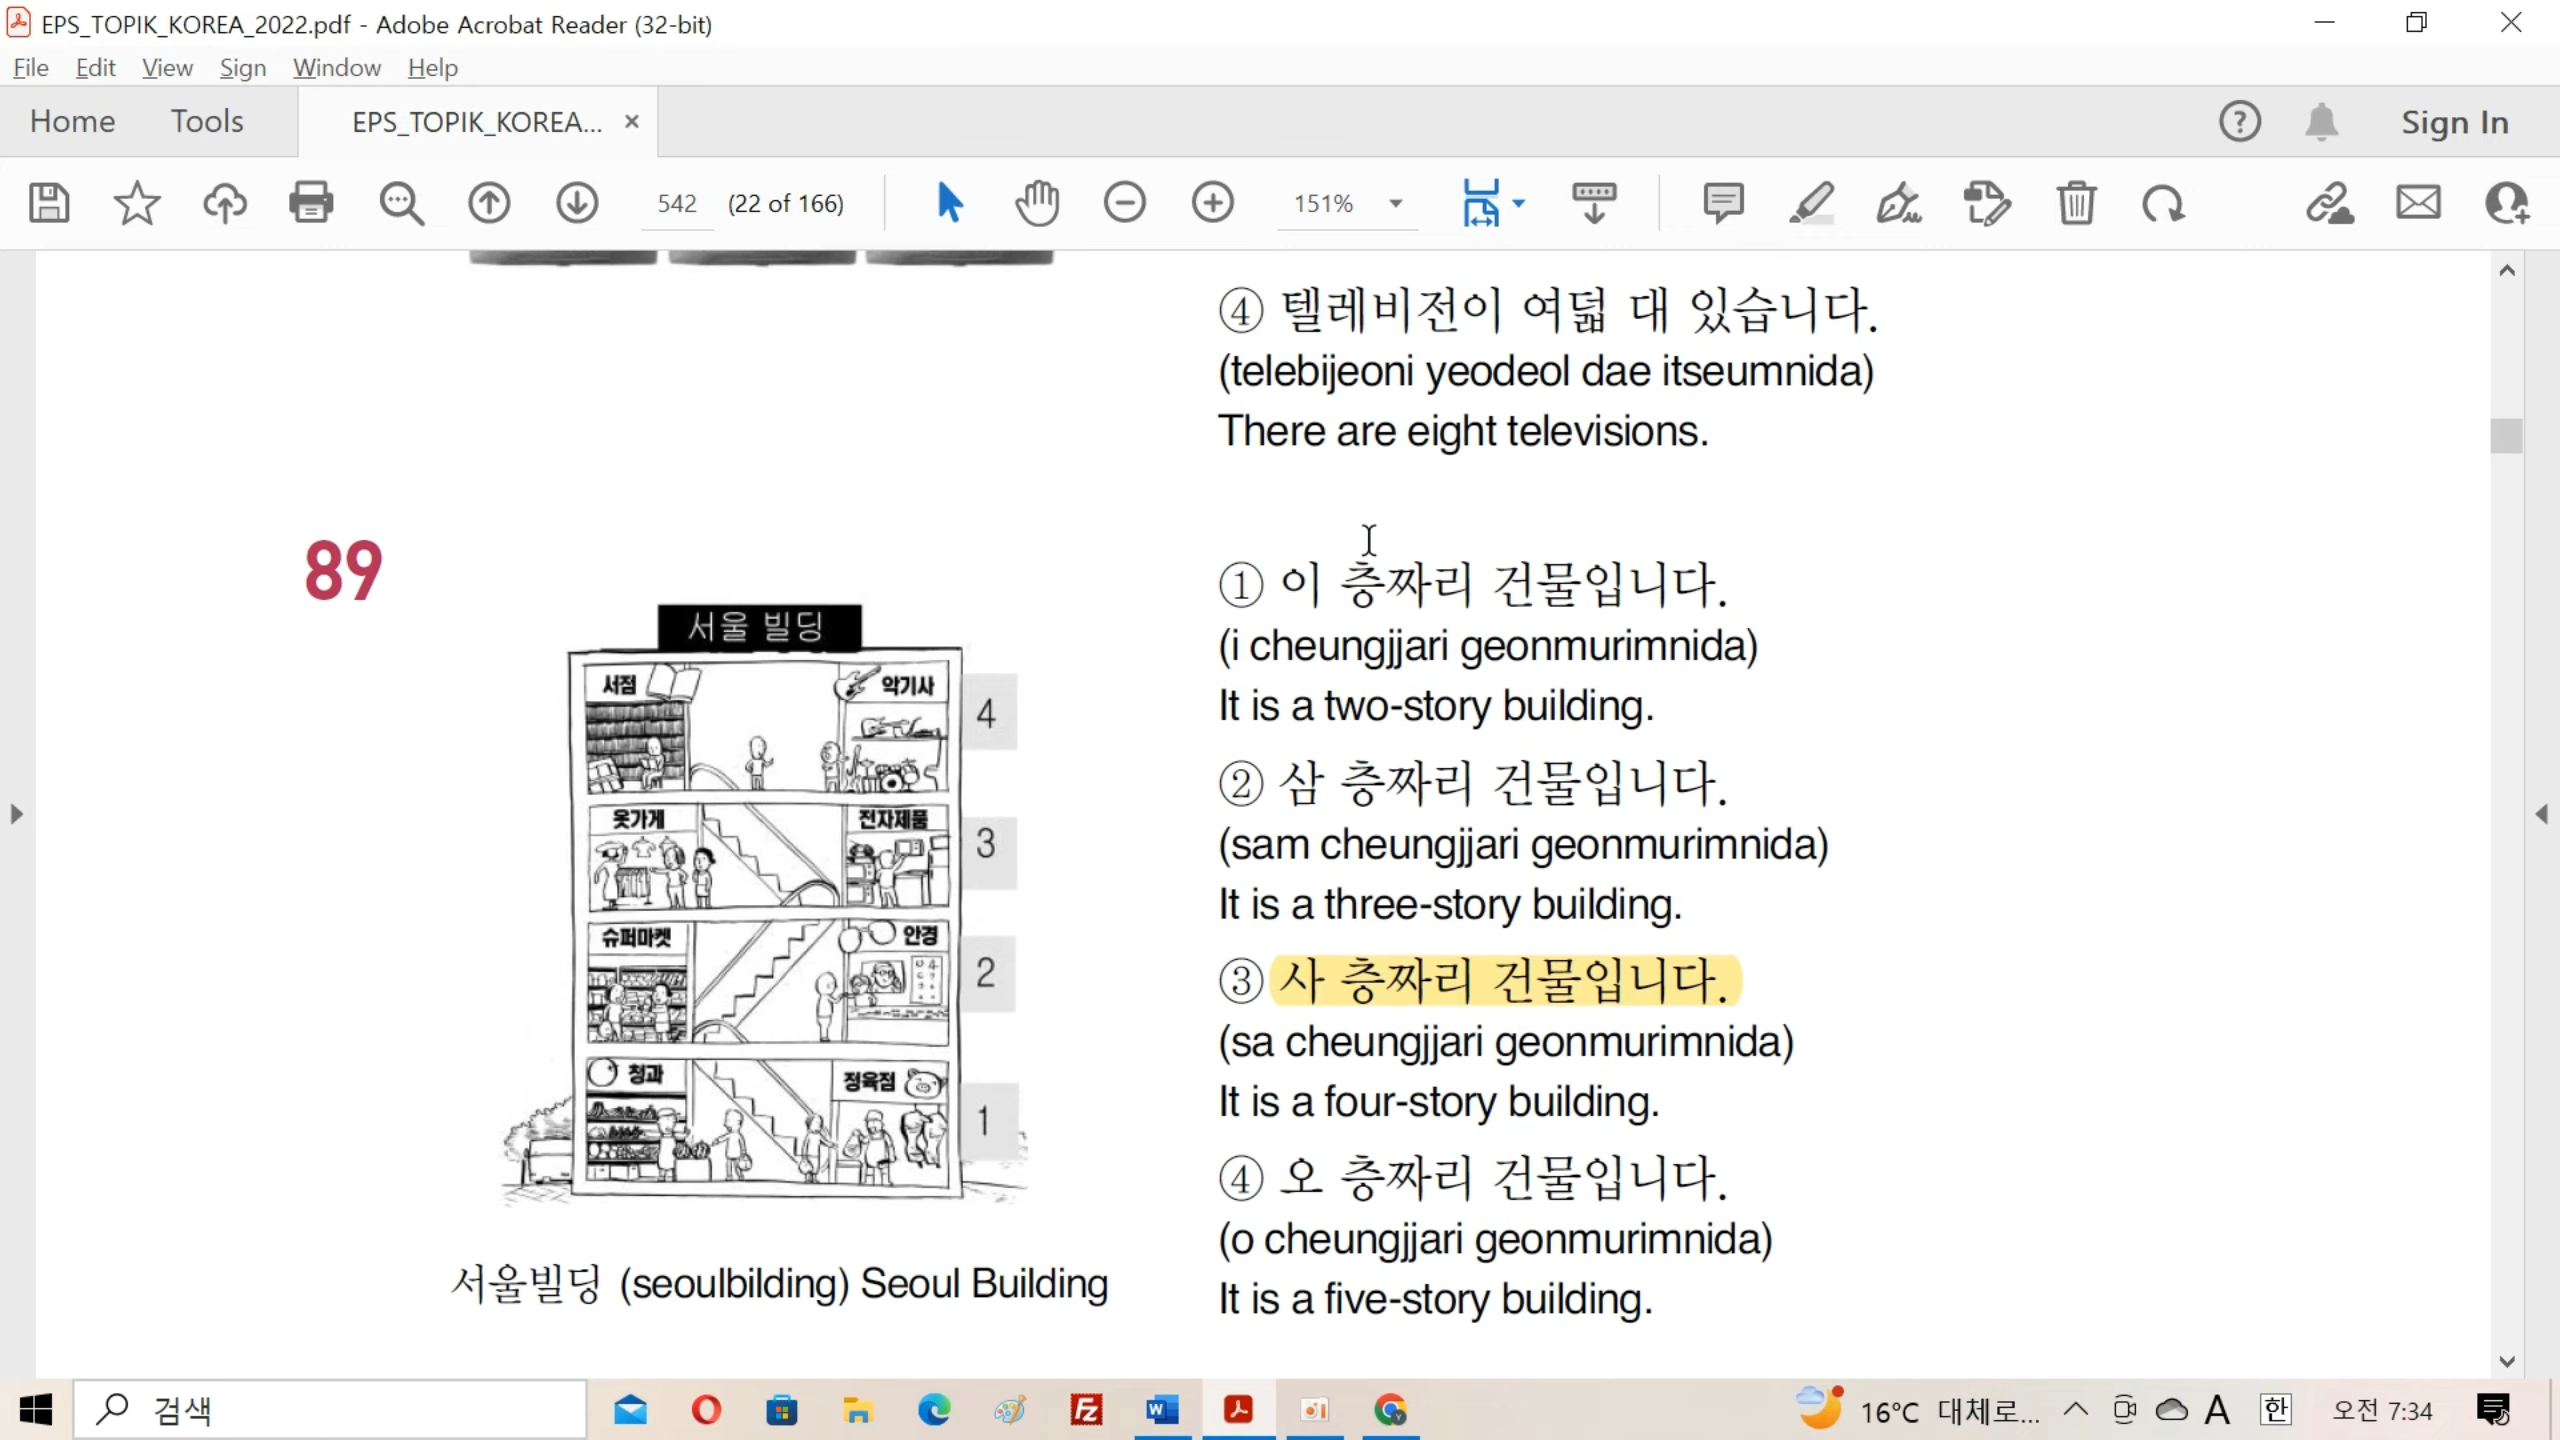 EPS_TOPIK_KOREA_2022.pdf - Adobe Acrobat Reader (32-bit)
File Edit View Sign Window Help
Home Tools EPS_TOPIK_KOREA... × Sign In
542 (22 of 166) 151%
④ 텔레비전이 여덟 대 있습니다.
(telebijeoni yeodeol dae itseumnida)
There are eight televisions.
89
서울 빌딩
서점 악기사 4
옷가게 전자제품 3
슈퍼마켓 안경 2
청과 정육점 1
서울빌딩 (seoulbilding) Seoul Building
① 이 층짜리 건물입니다.
(i cheungjjari geonmurimnida)
It is a two-story building.
② 삼 층짜리 건물입니다.
(sam cheungjjari geonmurimnida)
It is a three-story building.
③ 사 층짜리 건물입니다.
(sa cheungjjari geonmurimnida)
It is a four-story building.
④ 오 층짜리 건물입니다.
(o cheungjjari geonmurimnida)
It is a five-story building.
검색 16°C 대체로... A 한 오전 7:34